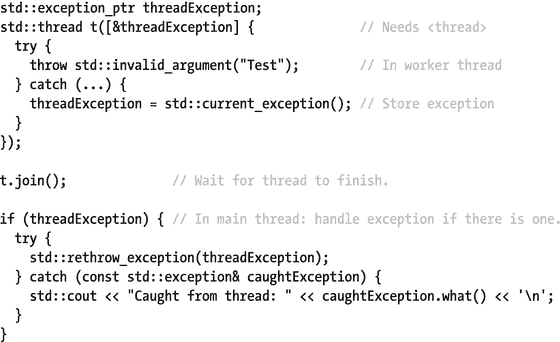 std::exception_ptr threadException;
std::thread t([&threadException] {              // Needs <thread>
  try {
    throw std::invalid_argument("Test");        // In worker thread
  } catch (...) {
    threadException = std::current_exception(); // Store exception
  }
});

t.join();              // Wait for thread to finish.

if (threadException) { // In main thread: handle exception if there is one.
  try {
    std::rethrow_exception(threadException);
  } catch (const std::exception& caughtException) {
    std::cout << "Caught from thread: " << caughtException.what() << '\n';
  }
}